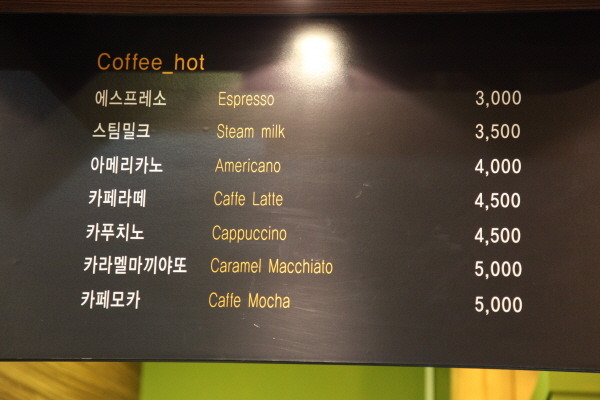 Coffee_hot
에스프레소 Espresso 3,000
스팀밀크 Steam milk 3,500
아메리카노 Americano 4,000
카페라떼 Caffe Latte 4,500
카푸치노 Cappuccino 4,500
카라멜마끼야또 Caramel Macchiato 5,000
카페모카 Caffe Mocha 5,000